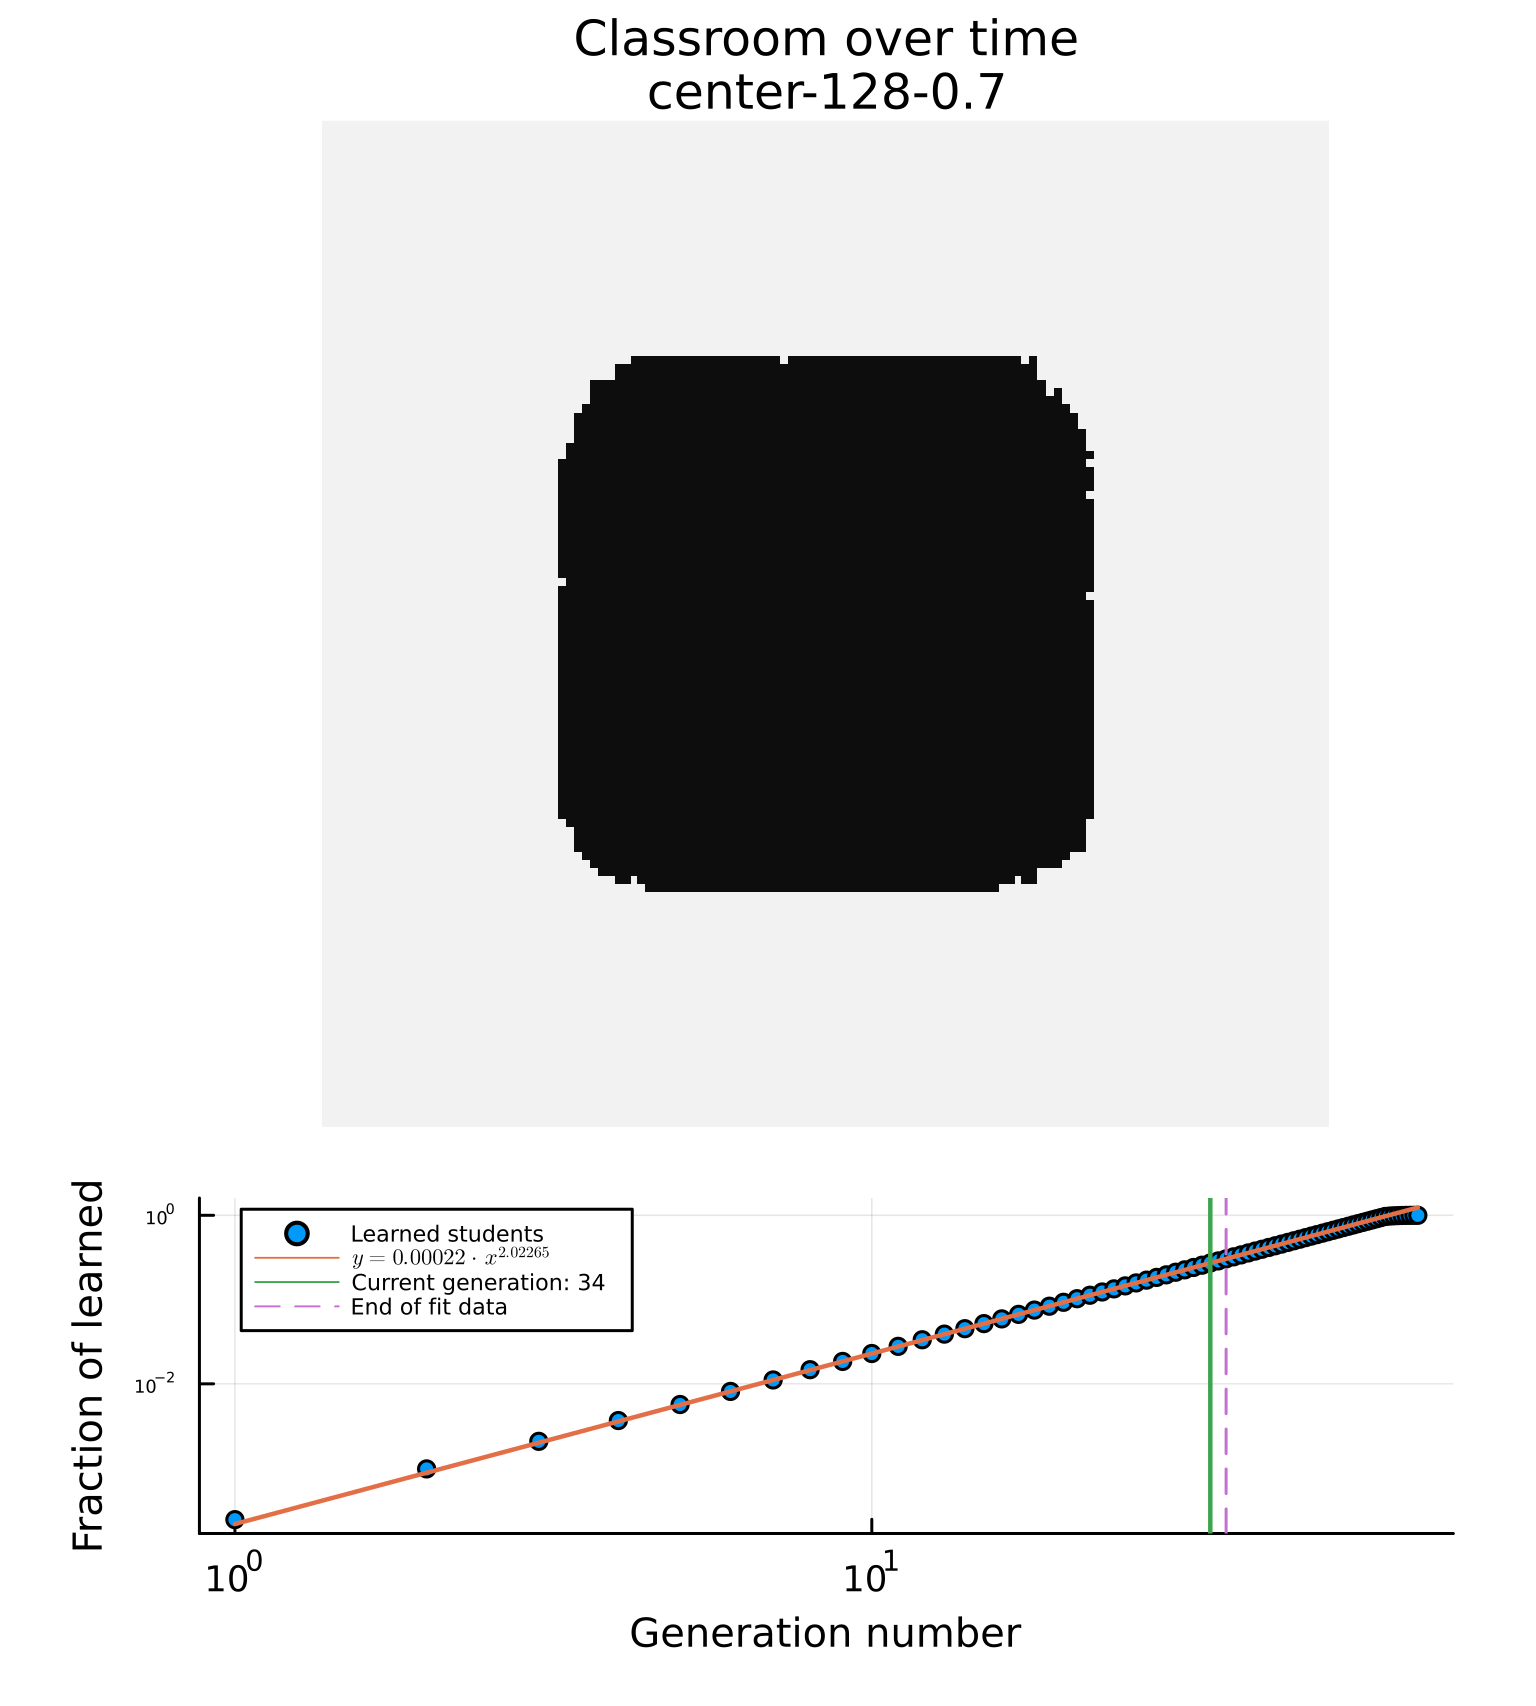 Classroom over time
center-128-0.7
Fraction of learned
10^0
10^−2
Learned students
y = 0.00022 · x^2.02265
Current generation: 34
End of fit data
10^0
10^1
Generation number